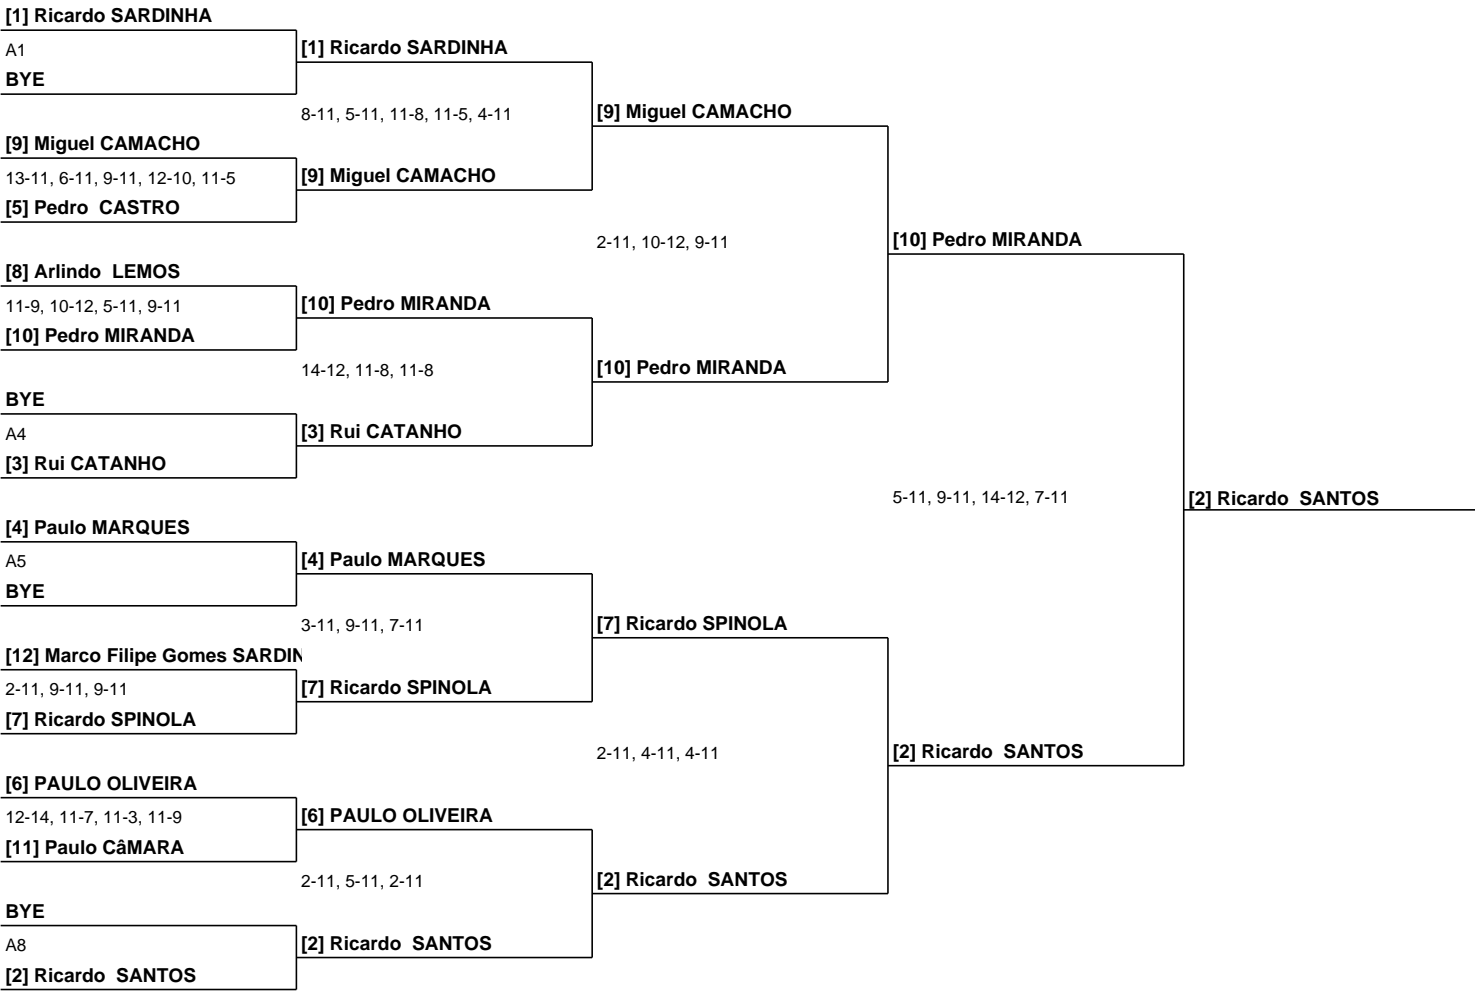 [1] Ricardo SARDINHA
A1
BYE
[1] Ricardo SARDINHA
8-11, 5-11, 11-8, 11-5, 4-11
[9] Miguel CAMACHO
[9] Miguel CAMACHO
13-11, 6-11, 9-11, 12-10, 11-5
[5] Pedro CASTRO
[9] Miguel CAMACHO
2-11, 10-12, 9-11
[10] Pedro MIRANDA
[8] Arlindo LEMOS
11-9, 10-12, 5-11, 9-11
[10] Pedro MIRANDA
[10] Pedro MIRANDA
14-12, 11-8, 11-8
[10] Pedro MIRANDA
BYE
A4
[3] Rui CATANHO
[3] Rui CATANHO
5-11, 9-11, 14-12, 7-11
[2] Ricardo SANTOS
[4] Paulo MARQUES
A5
BYE
[4] Paulo MARQUES
3-11, 9-11, 7-11
[7] Ricardo SPINOLA
[12] Marco Filipe Gomes SARDIN
2-11, 9-11, 9-11
[7] Ricardo SPINOLA
[7] Ricardo SPINOLA
2-11, 4-11, 4-11
[2] Ricardo SANTOS
[6] PAULO OLIVEIRA
12-14, 11-7, 11-3, 11-9
[11] Paulo CâMARA
[6] PAULO OLIVEIRA
2-11, 5-11, 2-11
[2] Ricardo SANTOS
BYE
A8
[2] Ricardo SANTOS
[2] Ricardo SANTOS